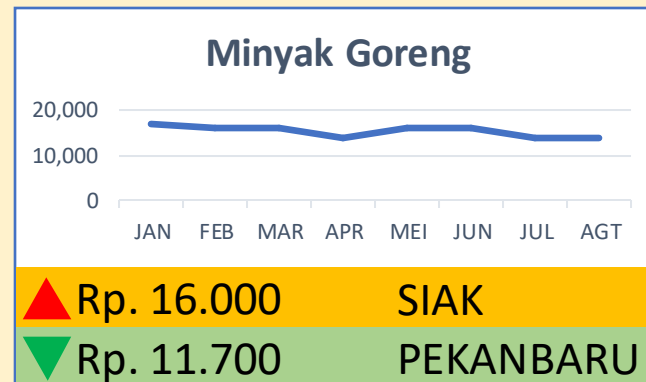 Minyak Goreng
20,000
10,000
0
JAN FEB MAR APR MEI JUN JUL AGT
Rp. 16.000 SIAK
Rp. 11.700 PEKANBARU